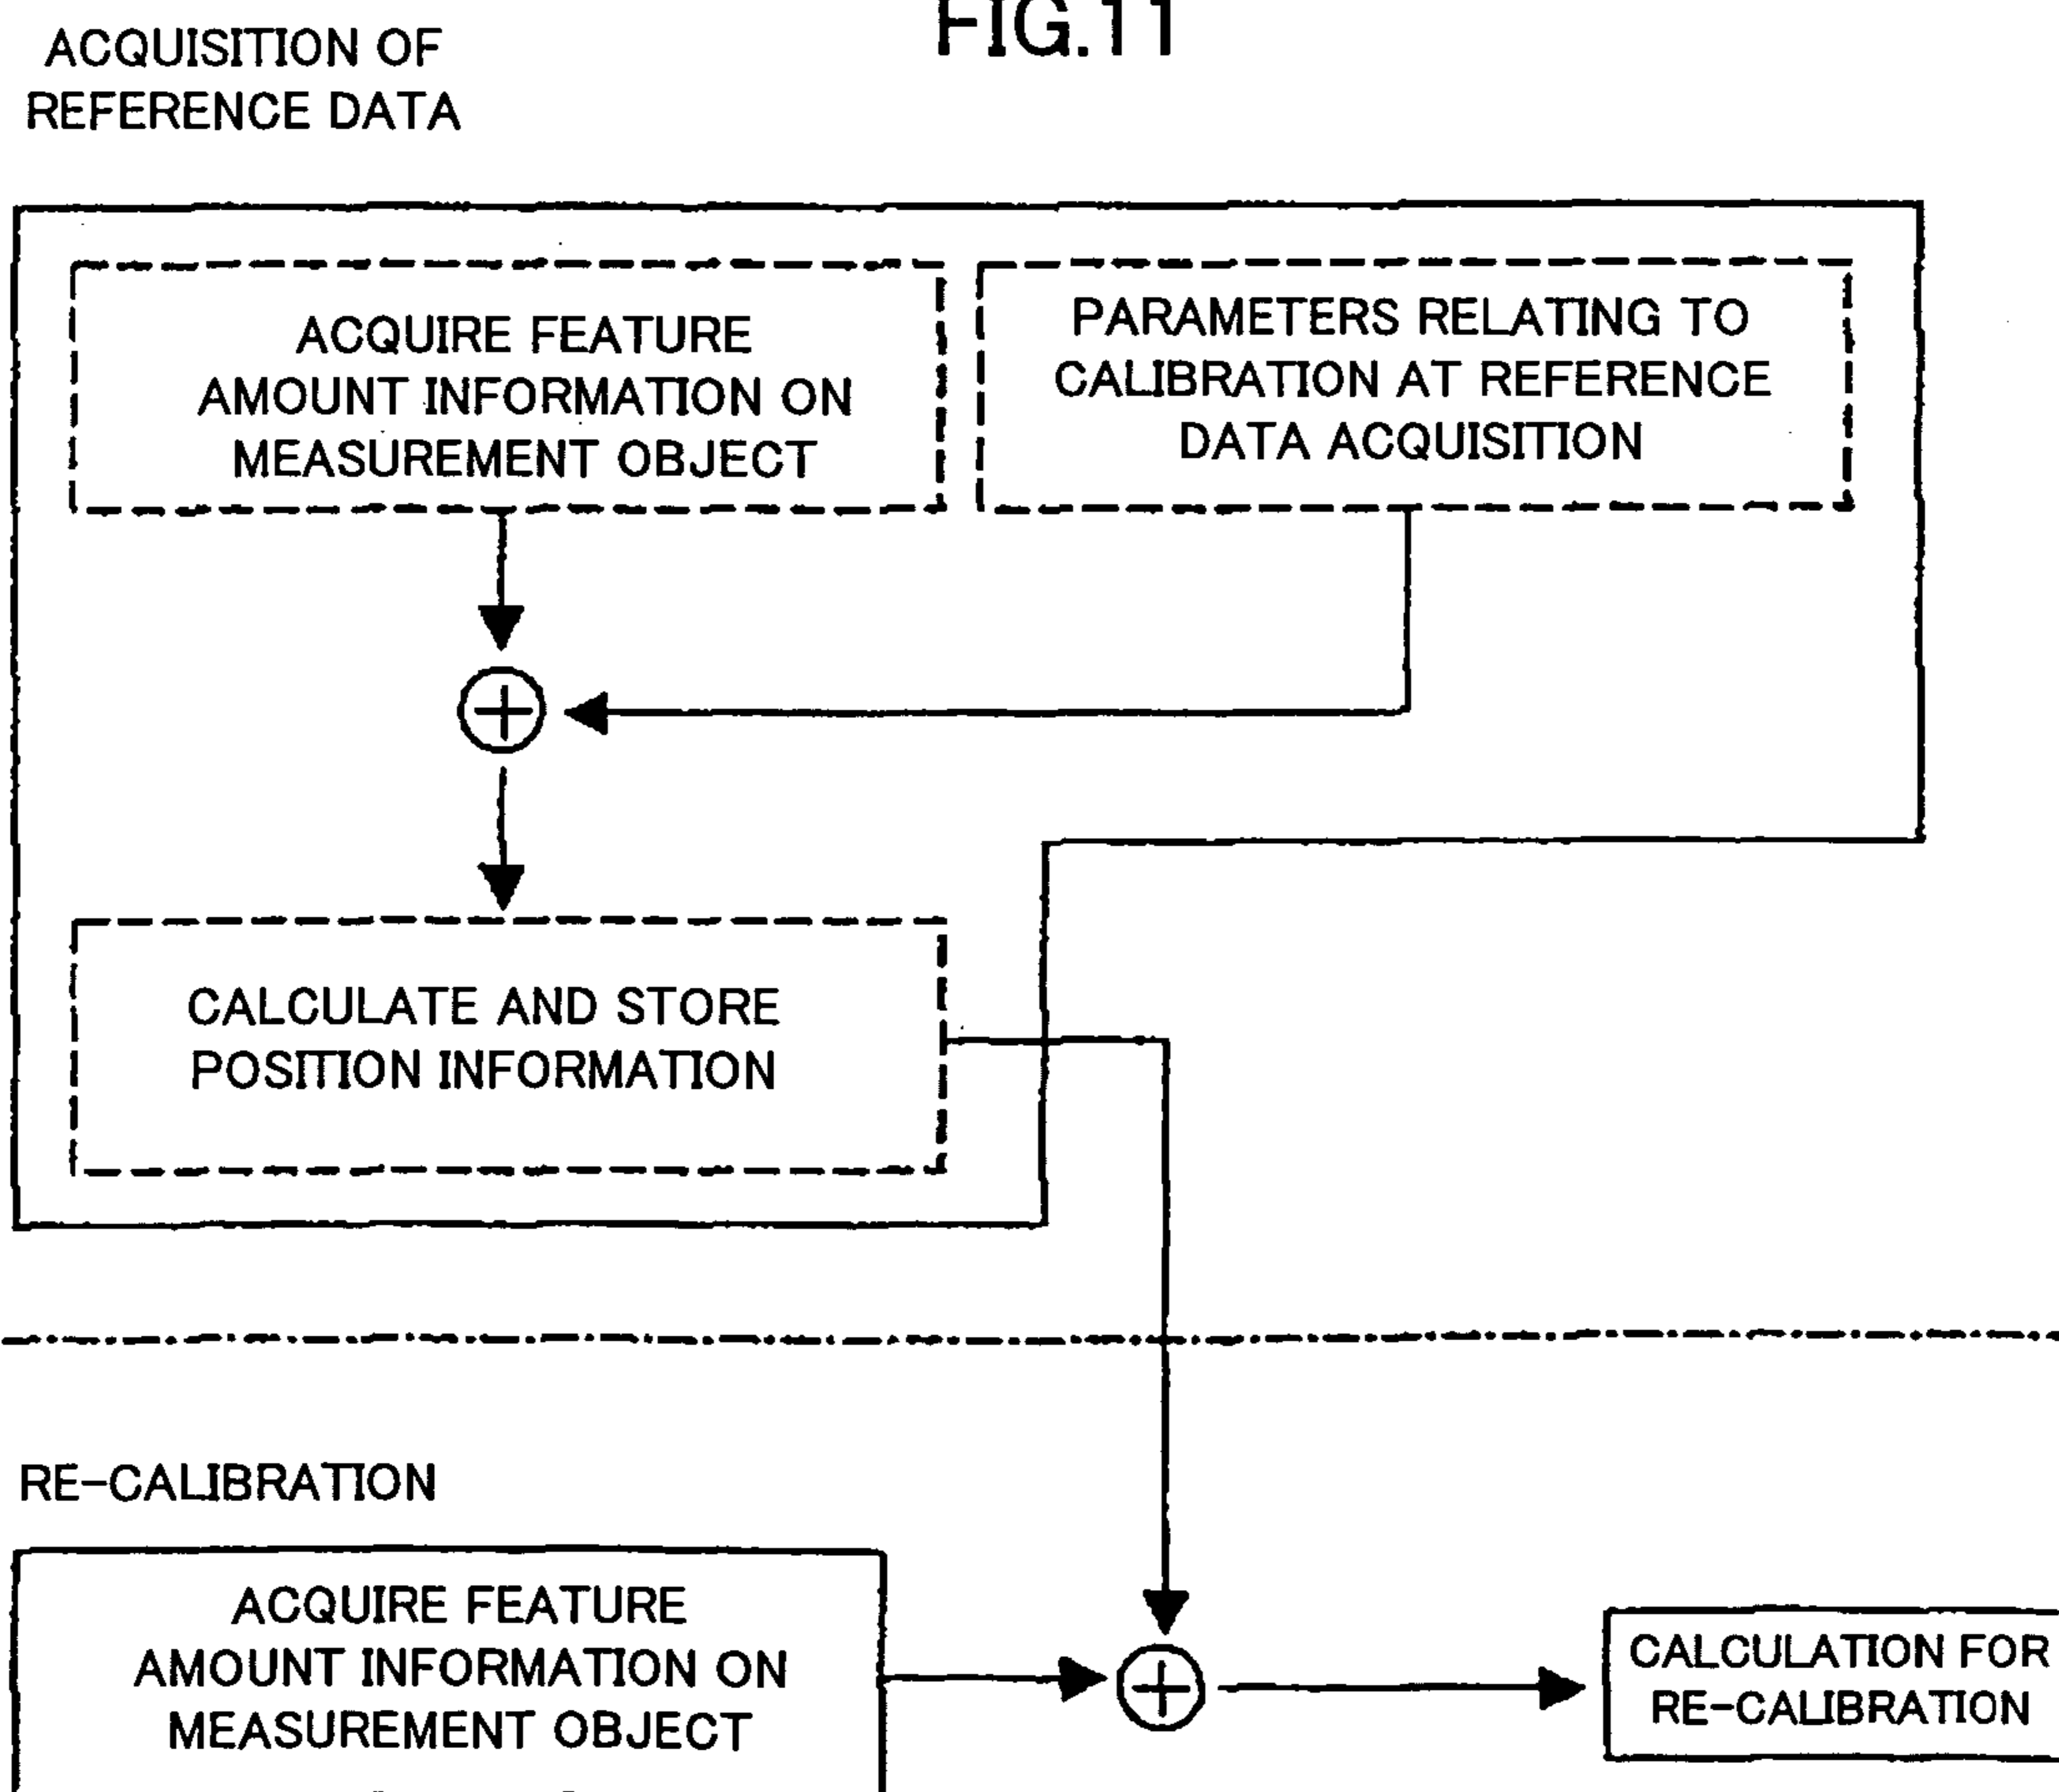 FIG.11
ACQUISITION OF
REFERENCE DATA
ACQUIRE FEATURE
AMOUNT INFORMATION ON
MEASUREMENT OBJECT
PARAMETERS RELATING TO
CALIBRATION AT REFERENCE
DATA ACQUISITION
CALCULATE AND STORE
POSITION INFORMATION
RE-CALIBRATION
ACQUIRE FEATURE
AMOUNT INFORMATION ON
MEASUREMENT OBJECT
CALCULATION FOR
RE-CALIBRATION